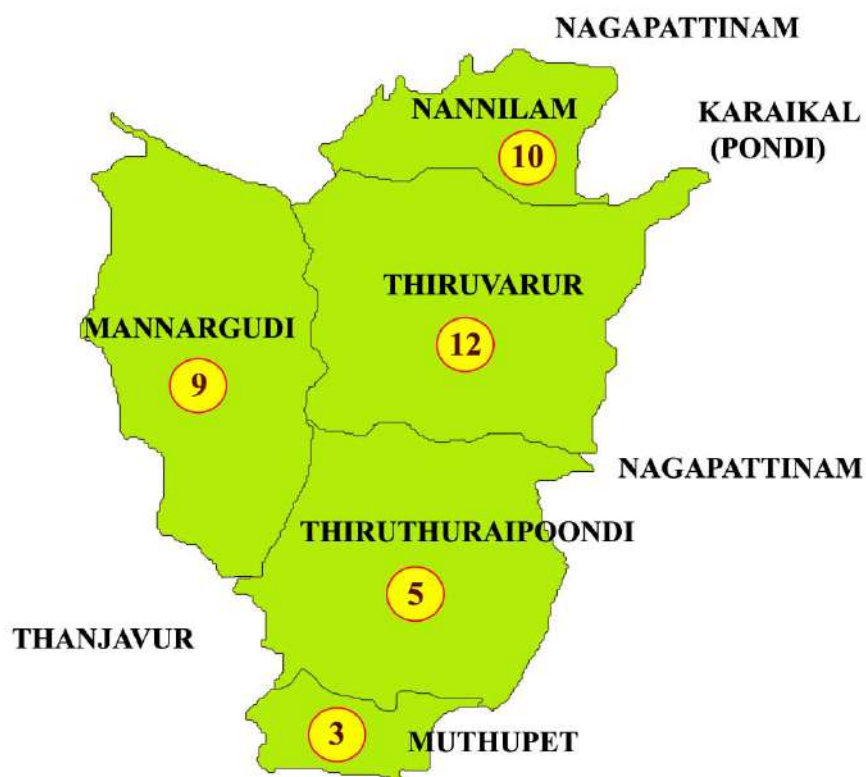 NAGAPATTINAM
NANNILAM
KARAIKAL
(PONDI)
10
THIRUVARUR
MANNARGUDI
12
9
NAGAPATTINAM
THIRUTHURAIPOONDI
5
THANJAVUR
3
MUTHUPET